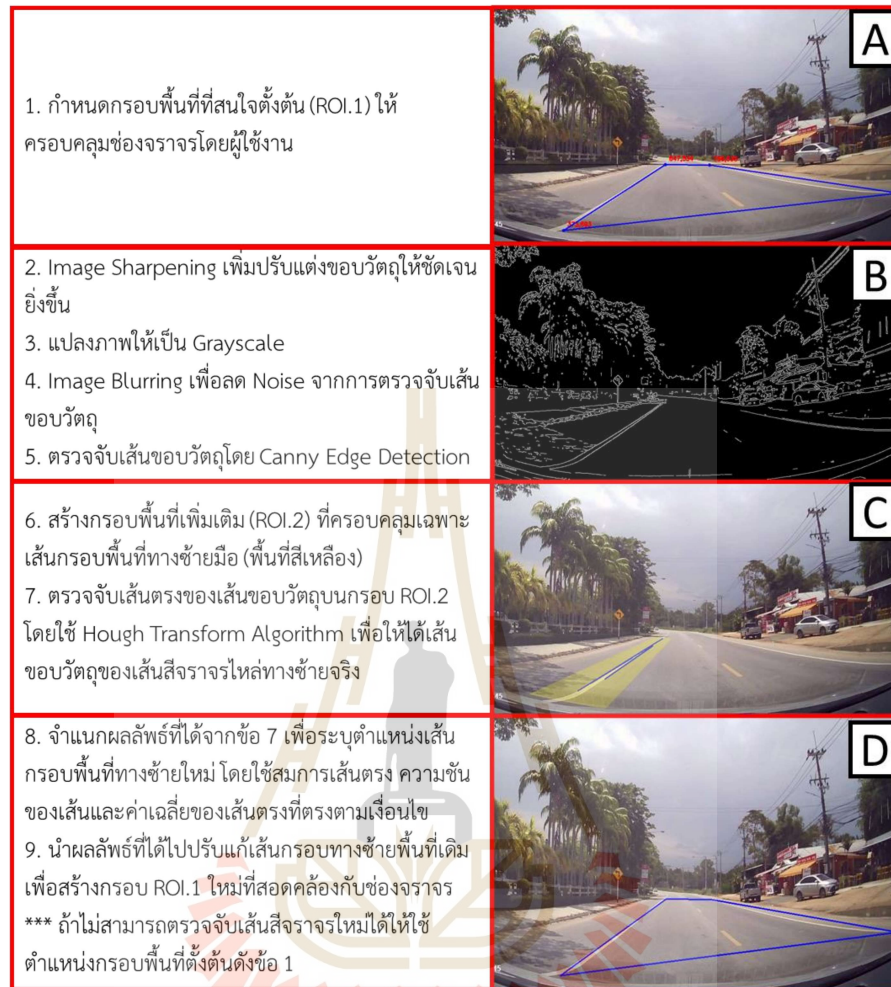 1. กำหนดกรอบพื้นที่ที่สนใจตั้งต้น (ROI.1) ให้
ครอบคลุมช่องจราจรโดยผู้ใช้งาน
A
2. Image Sharpening เพิ่มปรับแต่งขอบวัตถุให้ชัดเจน
ยิ่งขึ้น
3. แปลงภาพให้เป็น Grayscale
4. Image Blurring เพื่อลด Noise จากการตรวจจับเส้น
ขอบวัตถุ
5. ตรวจจับเส้นขอบวัตถุโดย Canny Edge Detection
B
6. สร้างกรอบพื้นที่เพิ่มเติม (ROI.2) ที่ครอบคลุมเฉพาะ
เส้นกรอบพื้นที่ทางซ้ายมือ (พื้นที่สีเหลือง)
7. ตรวจจับเส้นตรงของเส้นขอบวัตถุบนกรอบ ROI.2
โดยใช้ Hough Transform Algorithm เพื่อให้ได้เส้น
ขอบวัตถุของเส้นสีจราจรไหล่ทางซ้ายจริง
C
8. จำแนกผลลัพธ์ที่ได้จากข้อ 7 เพื่อระบุตำแหน่งเส้น
กรอบพื้นที่ทางซ้ายใหม่ โดยใช้สมการเส้นตรง ความชัน
ของเส้นและค่าเฉลี่ยของเส้นตรงที่ตรงตามเงื่อนไข
9. นำผลลัพธ์ที่ได้ไปปรับแก้เส้นกรอบทางซ้ายพื้นที่เดิม
เพื่อสร้างกรอบ ROI.1 ใหม่ที่สอดคล้องกับช่องจราจร
*** ถ้าไม่สามารถตรวจจับเส้นสีจราจรใหม่ได้ให้ใช้
ตำแหน่งกรอบพื้นที่ตั้งต้นดังข้อ 1
D